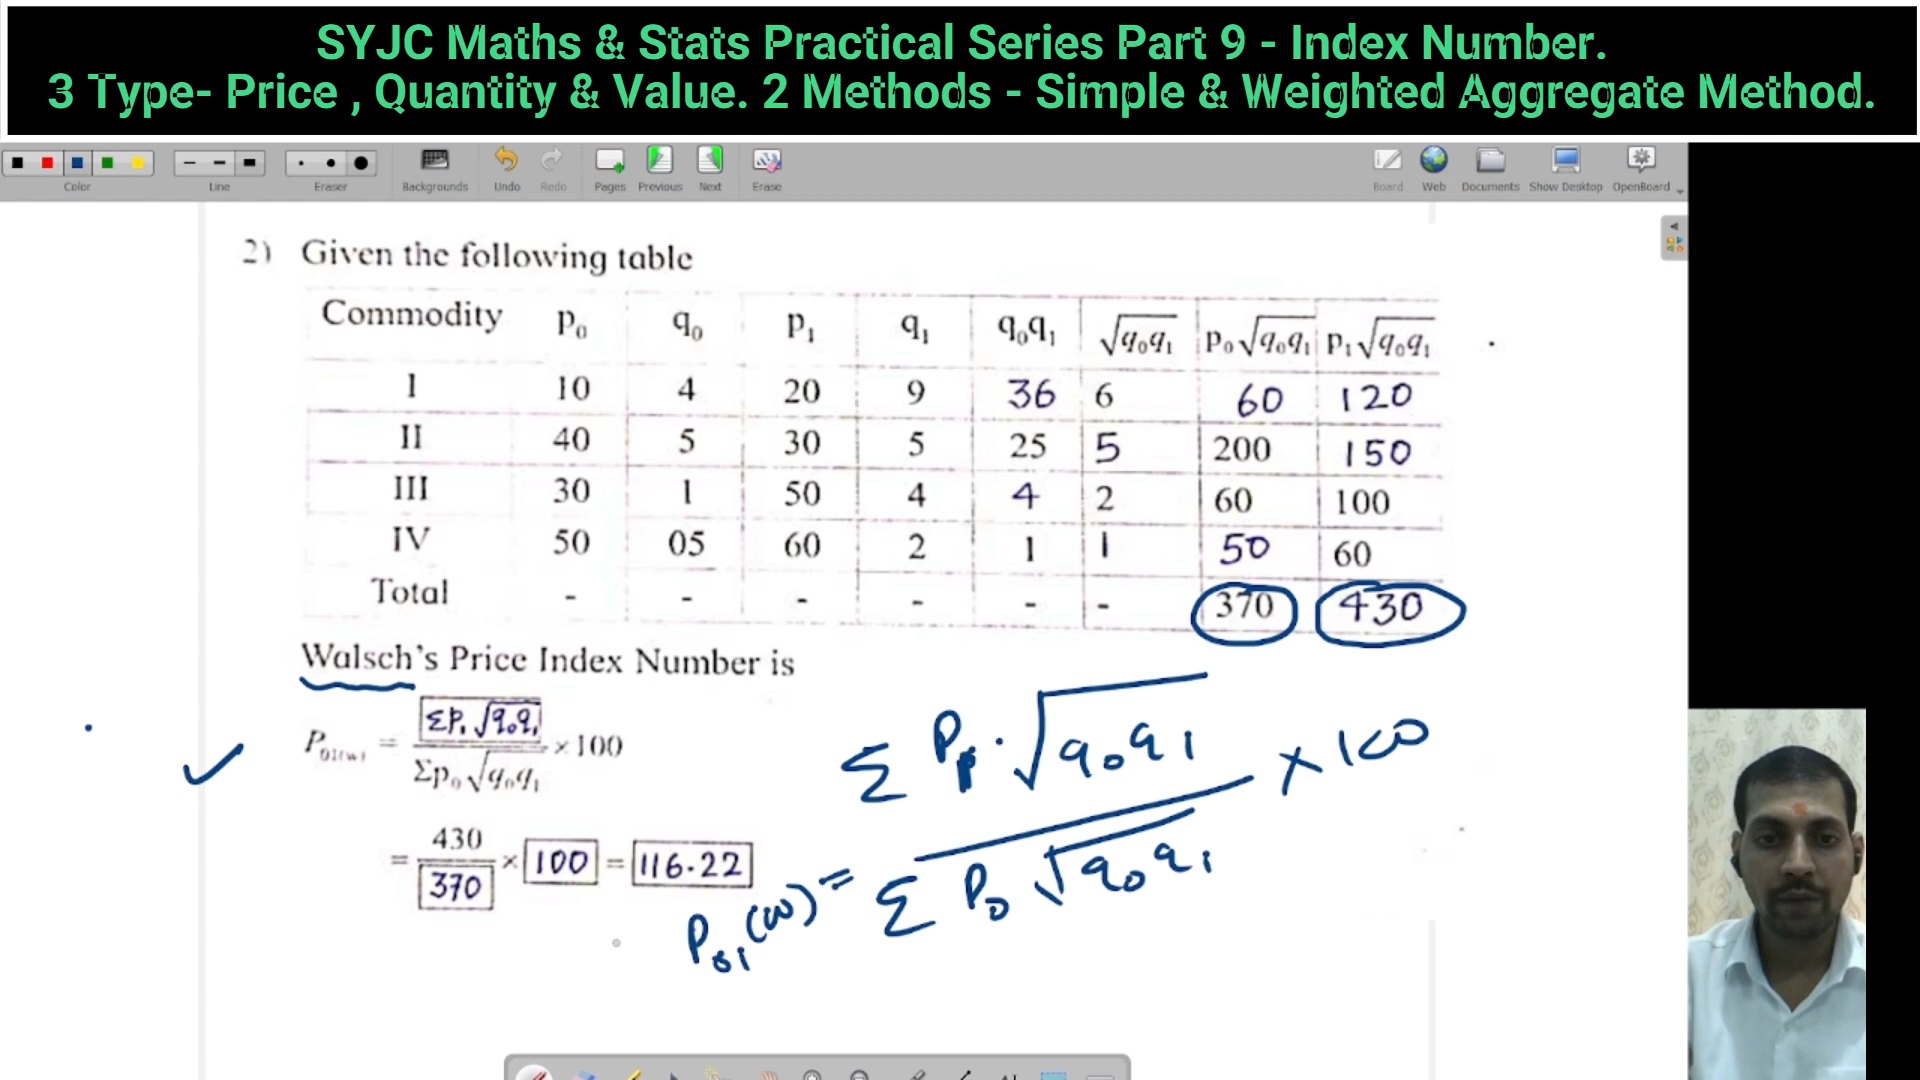 SYJC Maths & Stats Practical Series Part 9 - Index Number.
3 Type- Price , Quantity & Value. 2 Methods - Simple & Weighted Aggregate Method.
Color Line Eraser Backgrounds Undo Redo Pages Previous Next Erase Board Web Documents Show Desktop OpenBoard
2) Given the following table
Commodity p₀ q₀ p₁ q₁ q₀q₁ √q₀q₁ p₀√q₀q₁ p₁√q₀q₁
I 10 4 20 9 36 6 60 120
II 40 5 30 5 25 5 200 150
III 30 1 50 4 4 2 60 100
IV 50 05 60 2 1 1 50 60
Total - - - - - - 370 430
Walsch's Price Index Number is
P₀₁(w) = Σp₁√q₀q₁ / Σp₀√q₀q₁ × 100
= 430 / 370 × 100 = 116.22
P₀₁(w) = Σ P₁·√q₀q₁ / Σ P₀√q₀q₁ × 100